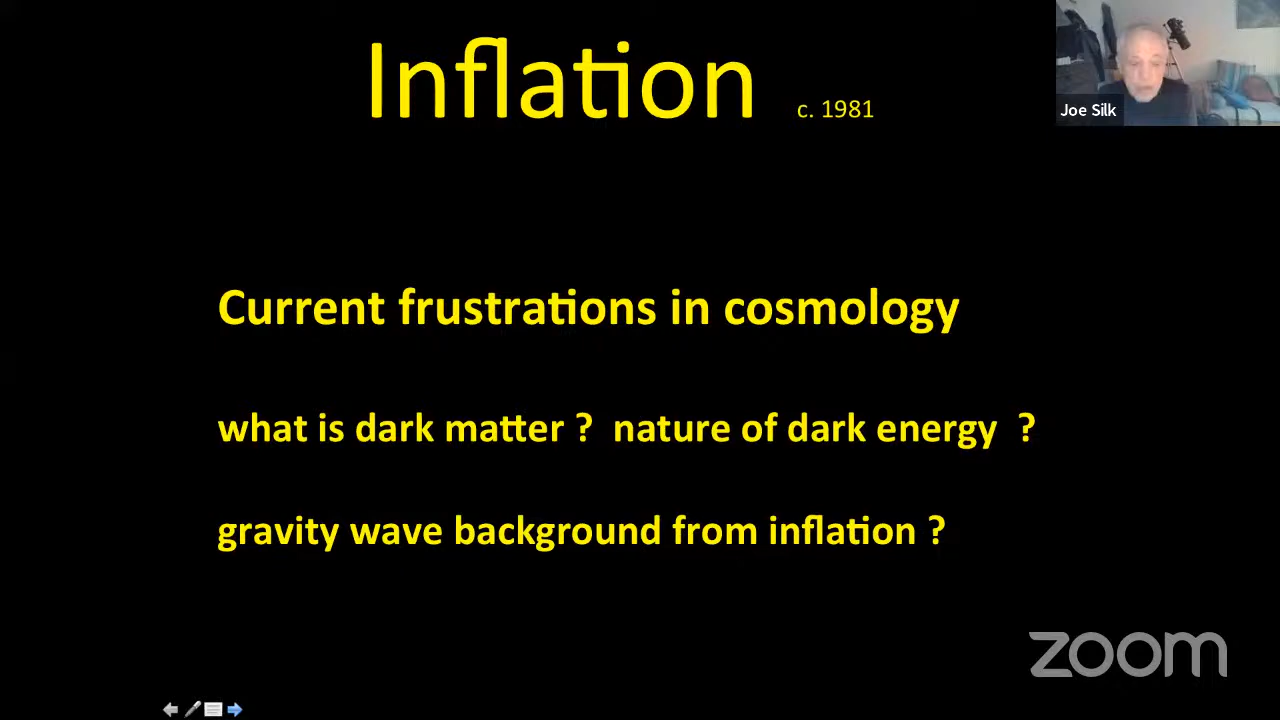 Inflation c. 1981
Joe Silk
Current frustrations in cosmology
what is dark matter ? nature of dark energy ?
gravity wave background from inflation ?
zoom